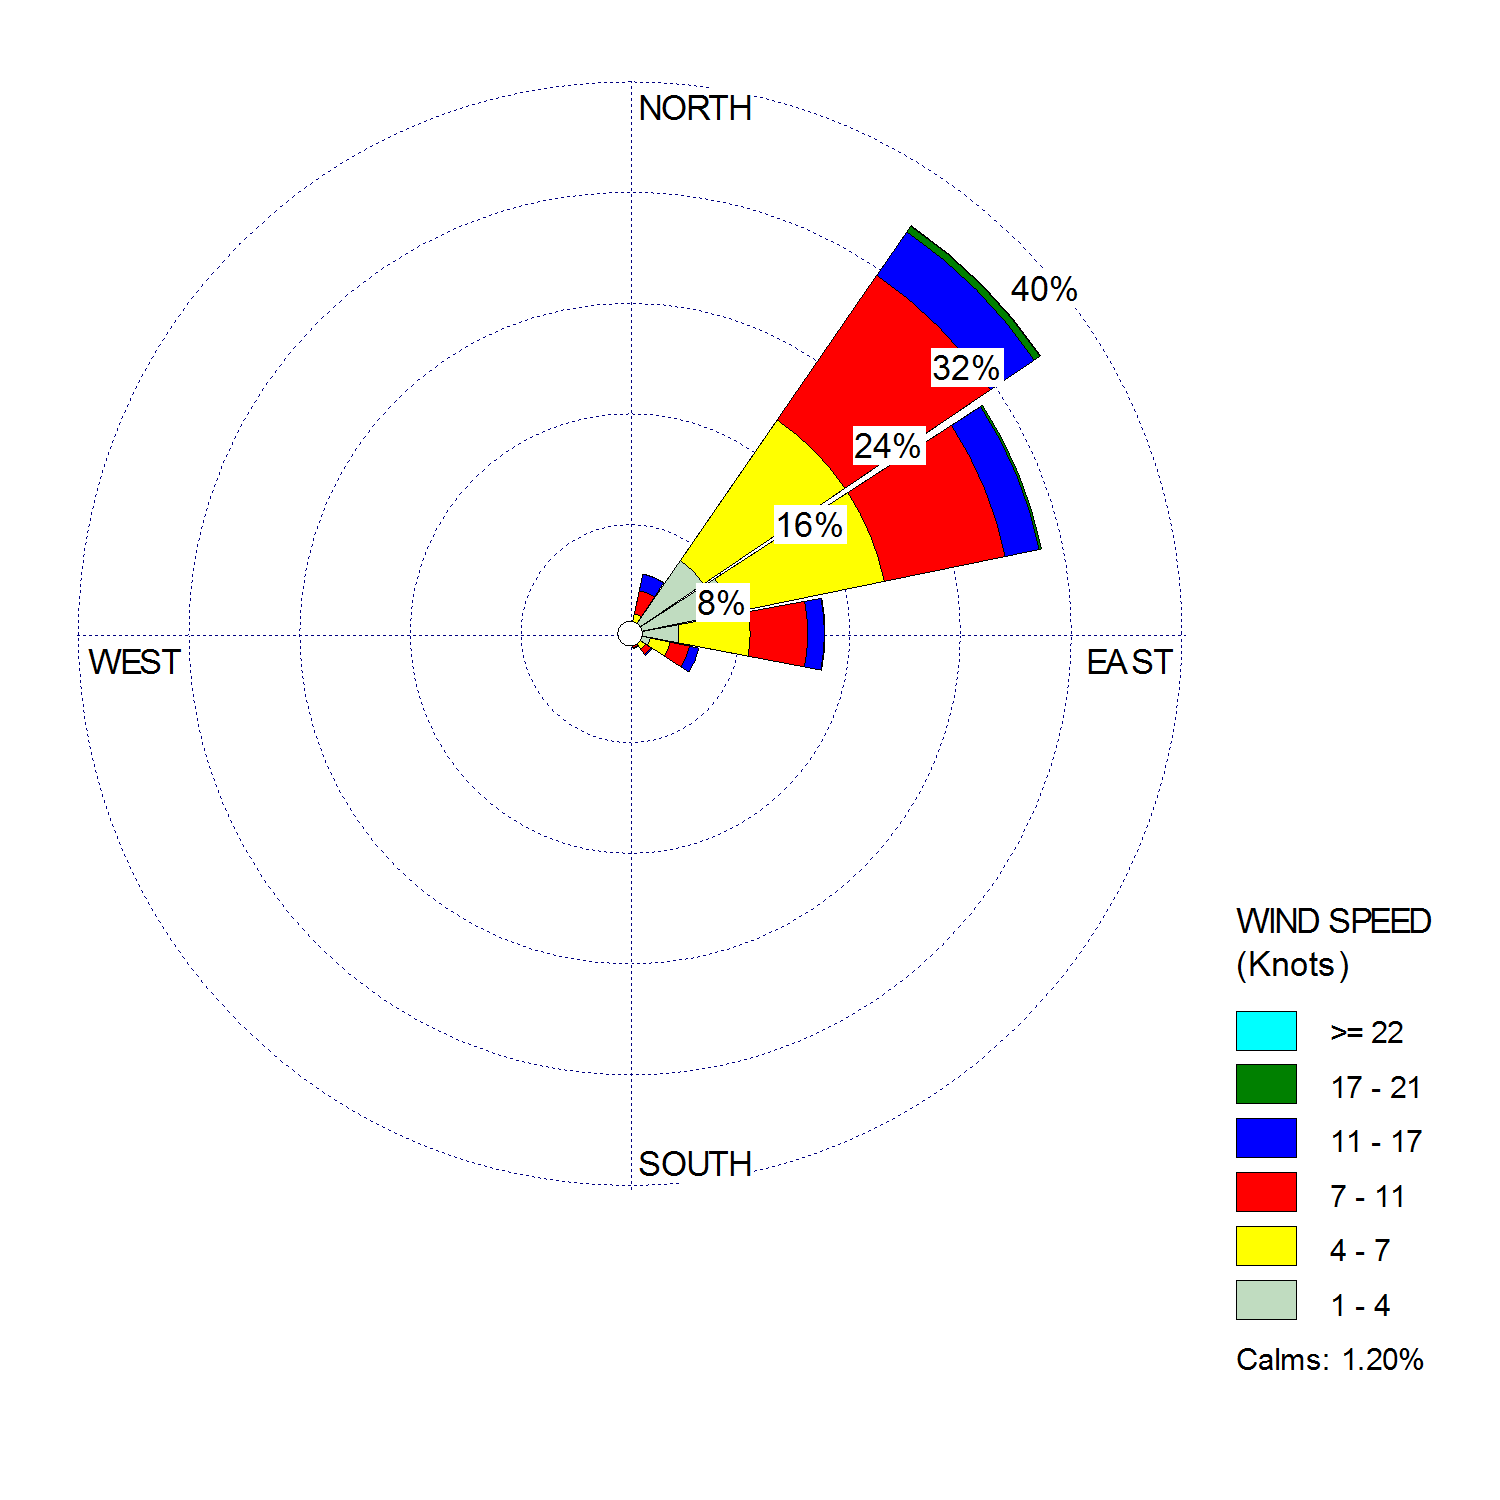 NORTH
40%
32%
24%
16%
8%
WEST
EAST
SOUTH
WIND SPEED
(Knots)
>= 22
17 - 21
11 - 17
7 - 11
4 - 7
1 - 4
Calms: 1.20%